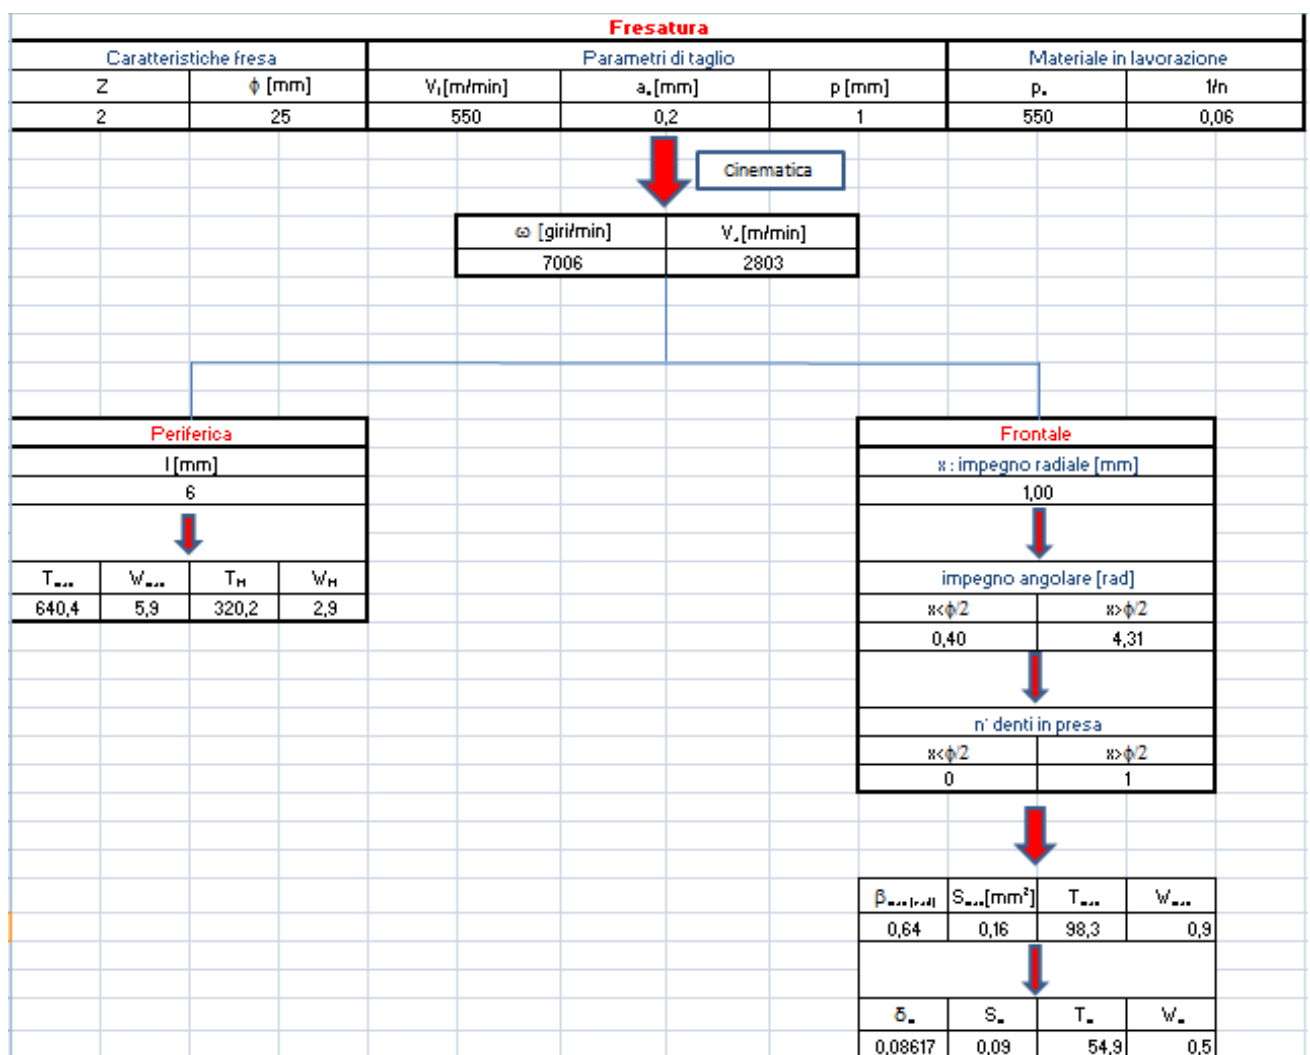 Fresatura
Caratteristiche fresa Parametri di taglio Materiale in lavorazione
Z ϕ [mm] Vt[m/min] [mm] p [mm] 1/n
2 25 550 0,2 1 550 0,06
Cinematica
ω [giri/min] [m/min]
7006 2803
Periferica Frontale
l [mm] x : impegno radiale [mm]
6 1,00
T W TM WM impegno angolare [rad]
640,4 5,9 320,2 2,9 x<ϕ/2 x>ϕ/2
0,40 4,31
n° denti in presa
x<ϕ/2 x>ϕ/2
0 1
β S [mm²] T W
0,64 0,16 98,3 0,9
δ S T W
0,08617 0,09 54,9 0,5